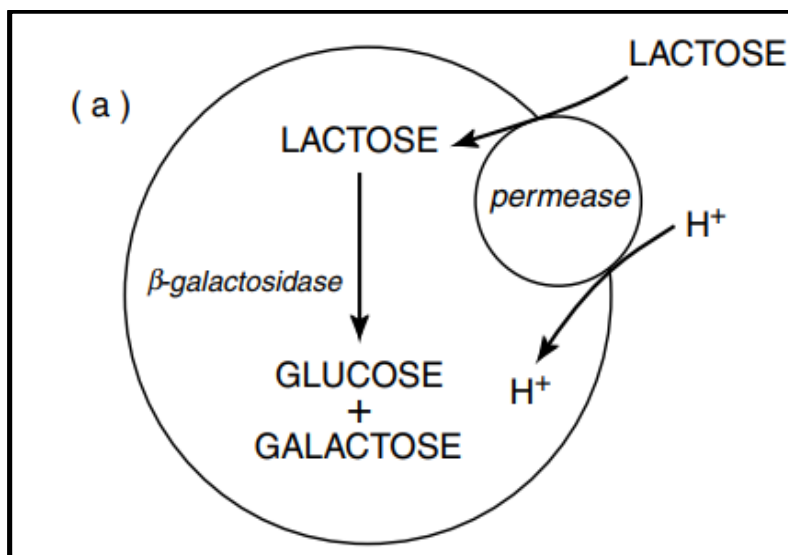 LACTOSE
( a )
LACTOSE
permease
H+
β-galactosidase
GLUCOSE
+
GALACTOSE
H+